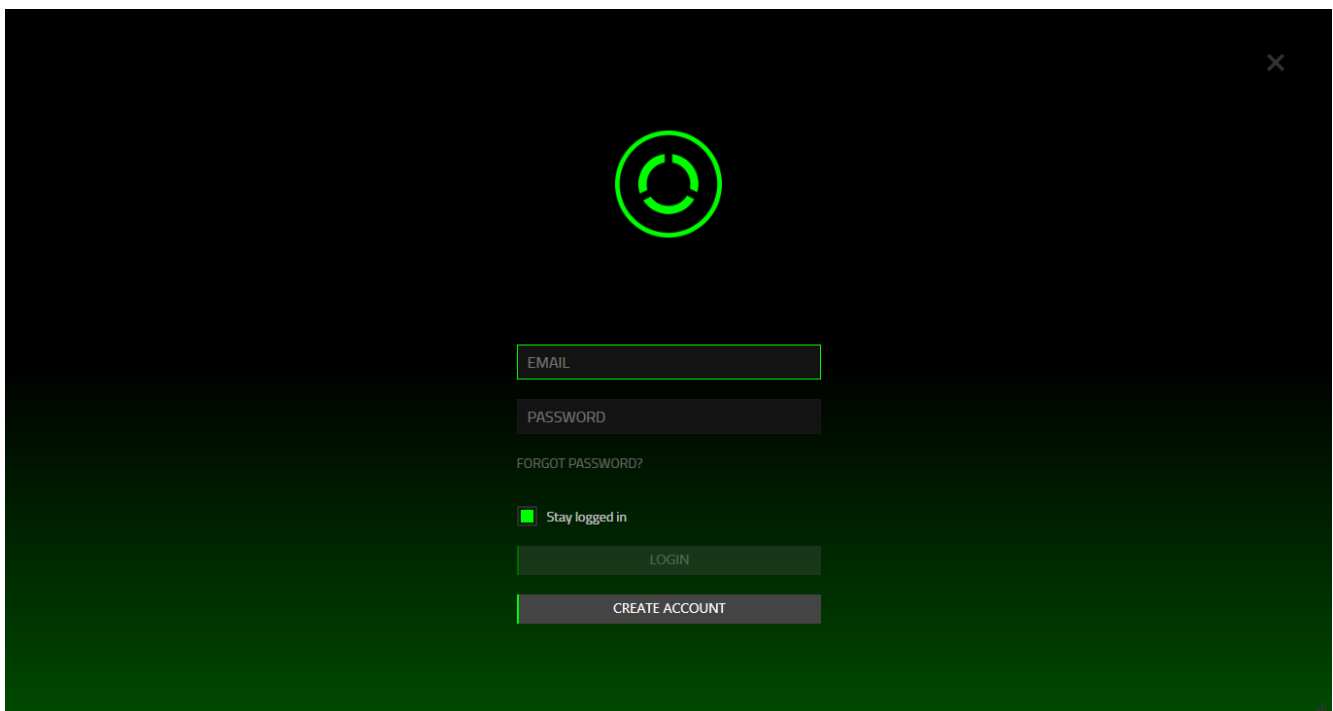 EMAIL
PASSWORD
FORGOT PASSWORD?
Stay logged in
LOGIN
CREATE ACCOUNT